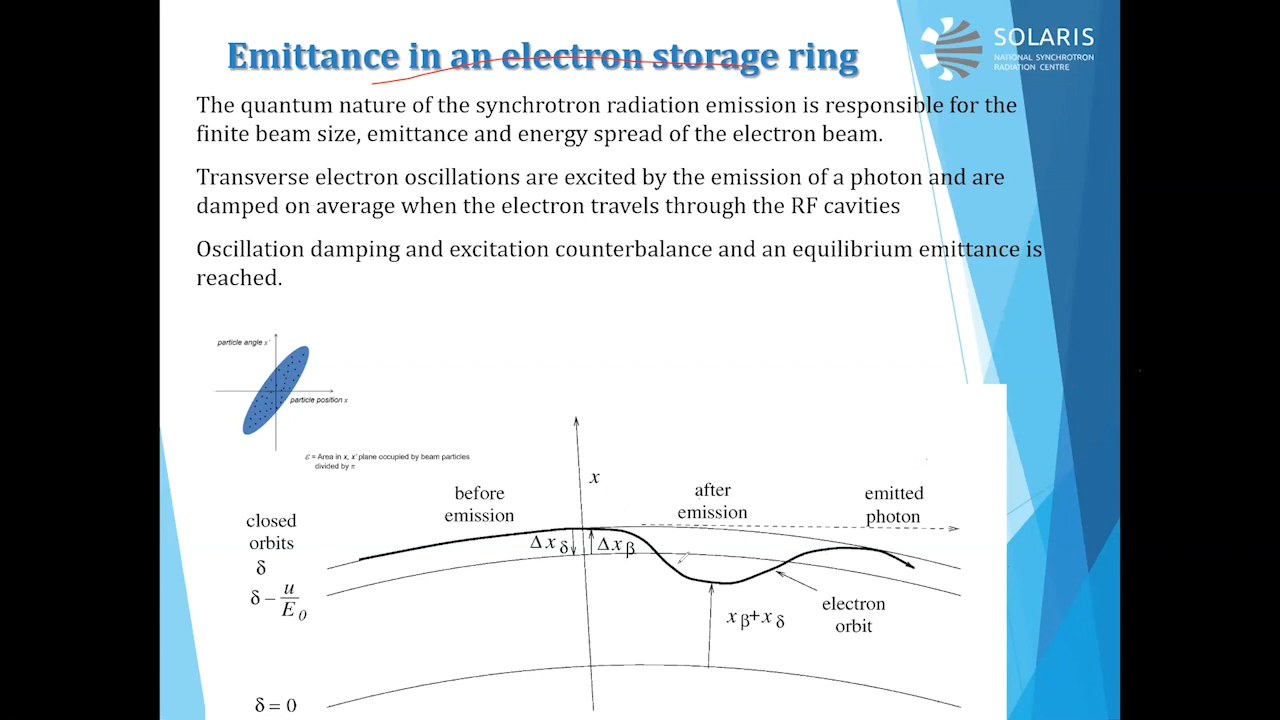 Emittance in an electron storage ring
SOLARIS
NATIONAL SYNCHROTRON
RADIATION CENTRE
The quantum nature of the synchrotron radiation emission is responsible for the
finite beam size, emittance and energy spread of the electron beam.
Transverse electron oscillations are excited by the emission of a photon and are
damped on average when the electron travels through the RF cavities
Oscillation damping and excitation counterbalance and an equilibrium emittance is
reached.
particle angle x'
particle position x
ε = Area in x, x' plane occupied by beam particles
divided by π
x
before
emission
after
emission
emitted
photon
closed
orbits
Δx δ
Δx β
δ
δ – u/E0
electron
orbit
xβ+xδ
δ = 0